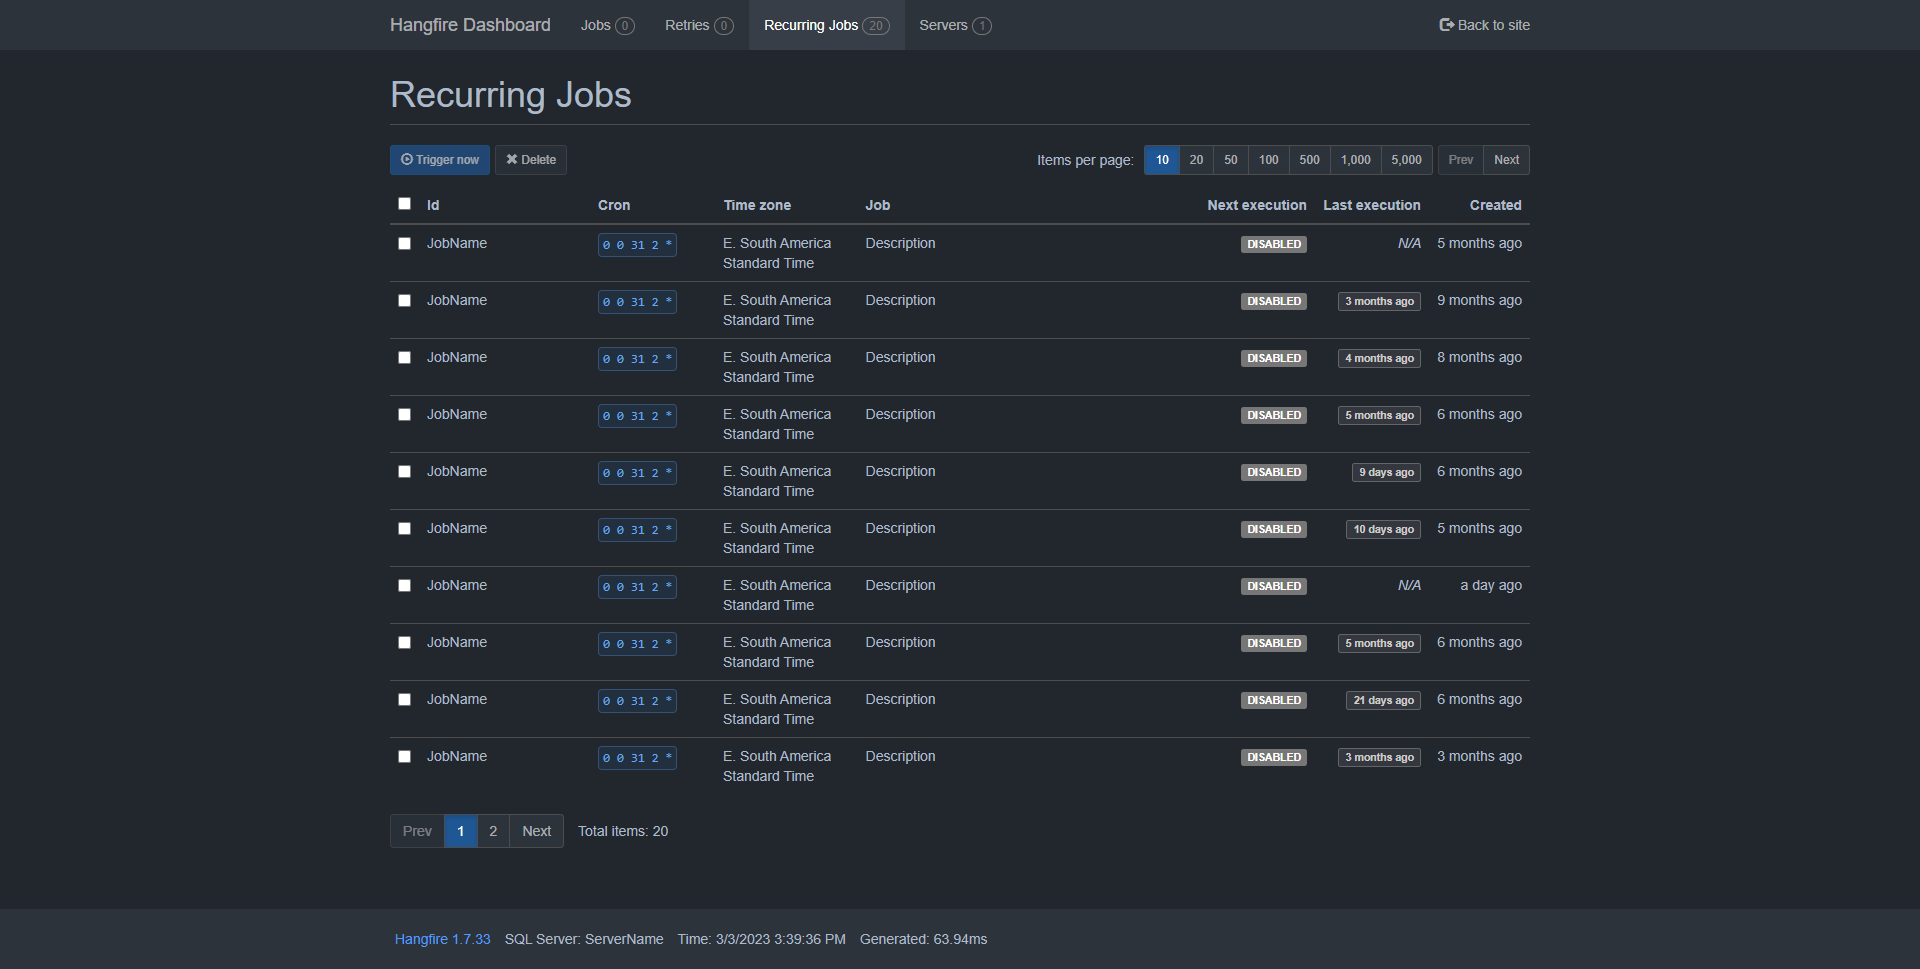 Hangfire Dashboard Jobs 0 Retries 0 Recurring Jobs 20 Servers 1 Back to site
Recurring Jobs
Trigger now Delete Items per page: 10 20 50 100 500 1,000 5,000 Prev Next
Id Cron Time zone Job Next execution Last execution Created
JobName 0 0 31 2 * E. South America Description DISABLED N/A 5 months ago
Standard Time
JobName 0 0 31 2 * E. South America Description DISABLED 3 months ago 9 months ago
Standard Time
JobName 0 0 31 2 * E. South America Description DISABLED 4 months ago 8 months ago
Standard Time
JobName 0 0 31 2 * E. South America Description DISABLED 5 months ago 6 months ago
Standard Time
JobName 0 0 31 2 * E. South America Description DISABLED 9 days ago 6 months ago
Standard Time
JobName 0 0 31 2 * E. South America Description DISABLED 10 days ago 5 months ago
Standard Time
JobName 0 0 31 2 * E. South America Description DISABLED N/A a day ago
Standard Time
JobName 0 0 31 2 * E. South America Description DISABLED 5 months ago 6 months ago
Standard Time
JobName 0 0 31 2 * E. South America Description DISABLED 21 days ago 6 months ago
Standard Time
JobName 0 0 31 2 * E. South America Description DISABLED 3 months ago 3 months ago
Standard Time
Prev 1 2 Next Total items: 20
Hangfire 1.7.33 SQL Server: ServerName Time: 3/3/2023 3:39:36 PM Generated: 63.94ms